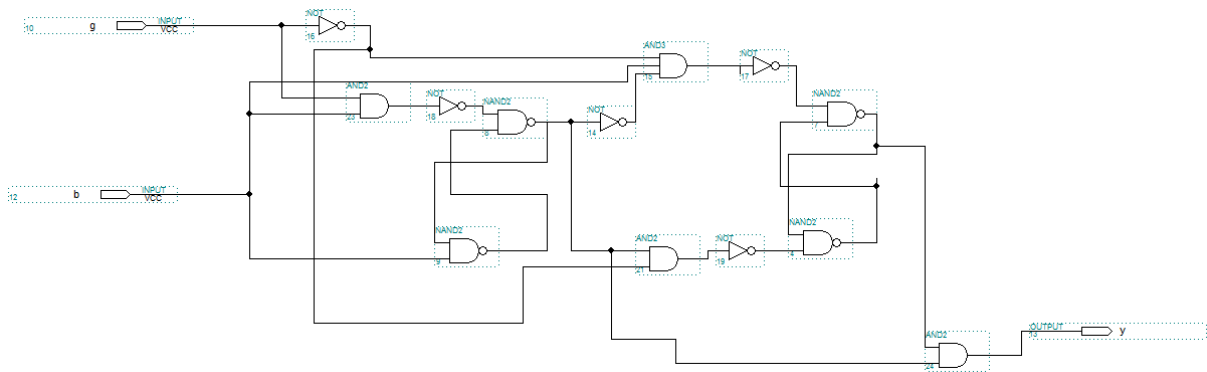 NOT
16
10
g
INPUT
VCC
AND3
15
NOT
17
AND2
23
NOT
18
NAND2
6
NOT
14
NAND2
7
12
b
INPUT
VCC
NAND2
9
AND2
21
NOT
19
NAND2
4
OUTPUT
13
y
AND2
24